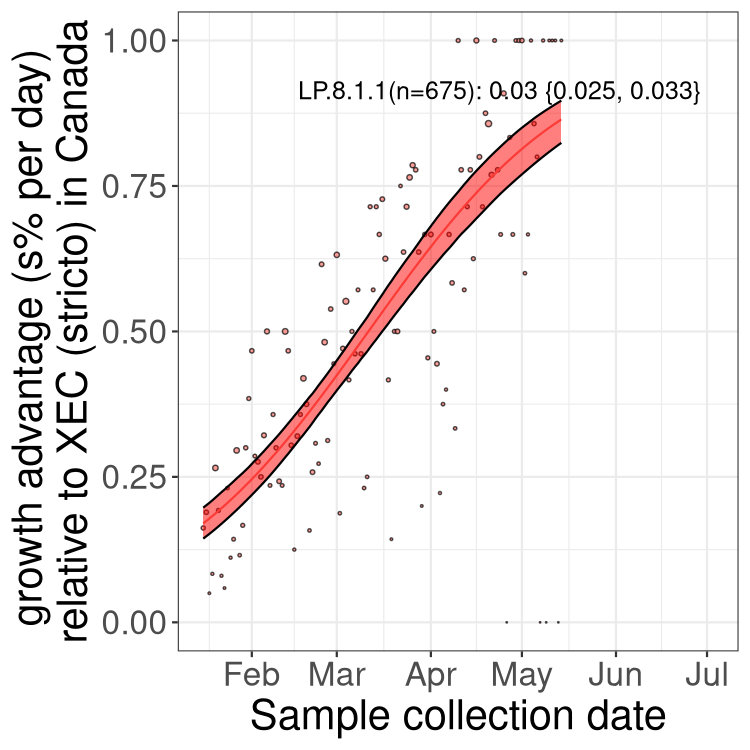 growth advantage (s% per day)
relative to XEC (stricto) in Canada
1.00
0.75
0.50
0.25
0.00
LP.8.1.1(n=675): 0.03 {0.025, 0.033}
Feb Mar Apr May Jun Jul
Sample collection date